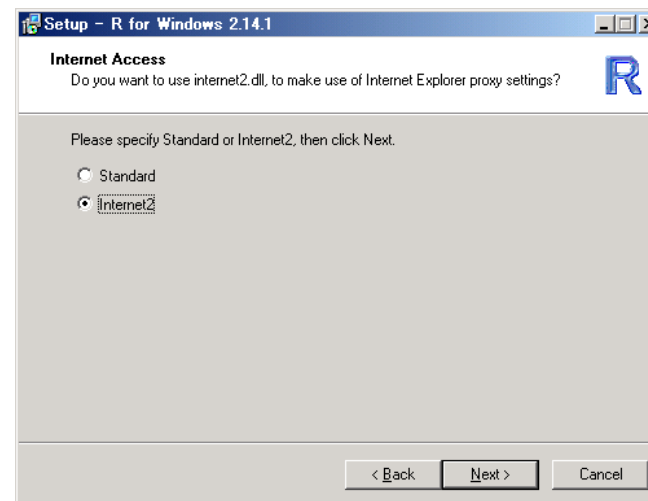 Setup - R for Windows 2.14.1
Internet Access
Do you want to use internet2.dll, to make use of Internet Explorer proxy settings?
R
Please specify Standard or Internet2, then click Next.
Standard
Internet2
< Back
Next >
Cancel